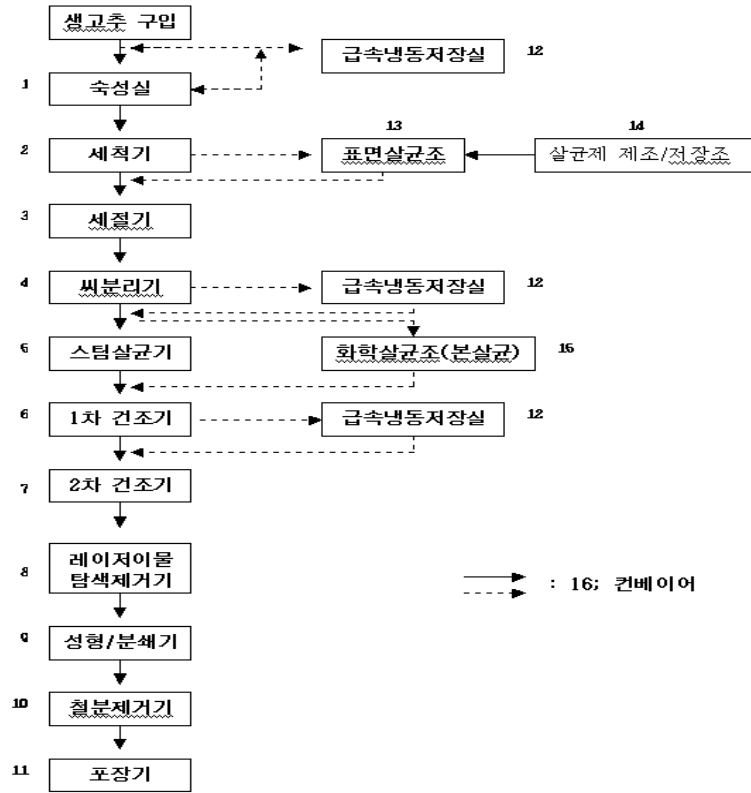 생고추 구입
급속냉동저장실 12
1 숙성실
13 14
2 세척기 표면살균조 살균제 제조/저장조
3 세절기
4 씨분리기 급속냉동저장실 12
5 스팀살균기 화학살균조(본살균) 15
6 1차 건조기 급속냉동저장실 12
7 2차 건조기
8 레이저이물
탐색제거기
: 16; 컨베이어
9 성형/분쇄기
10 철분제거기
11 포장기